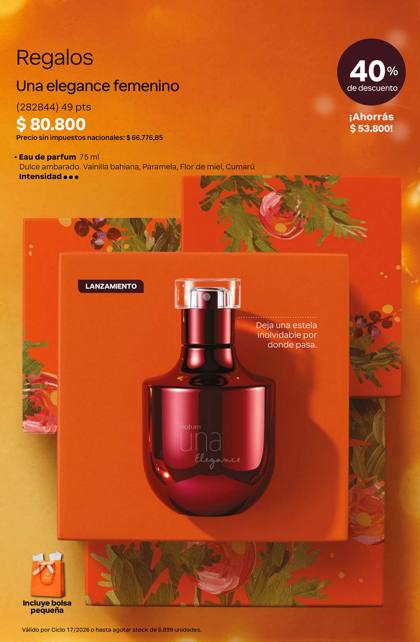 Regalos
Una elegance femenino
(282844) 49 pts
$ 80.800
Precio sin impuestos nacionales: $ 66.776,85
• Eau de parfum 75 ml
Dulce ambarado. Vainilla bahiana, Paramela, Flor de miel, Cumarú
Intensidad ●●●
40%
de descuento
¡Ahorrás
$ 53.800!
LANZAMIENTO
Deja una estela
inolvidable por
donde pasa.
natura
una
Elegance
Incluye bolsa
pequeña
Válido por Ciclo 17/2026 o hasta agotar stock de 6.899 unidades.